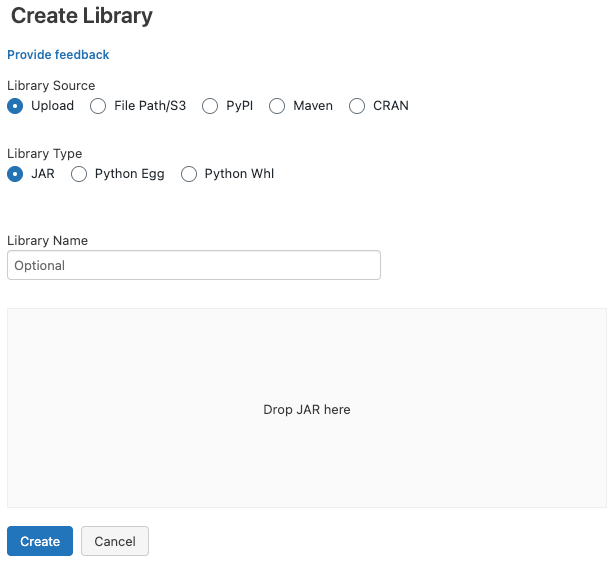 Create Library
Provide feedback
Library Source
Upload File Path/S3 PyPI Maven CRAN
Library Type
JAR Python Egg Python Whl
Library Name
Optional
Drop JAR here
Create Cancel